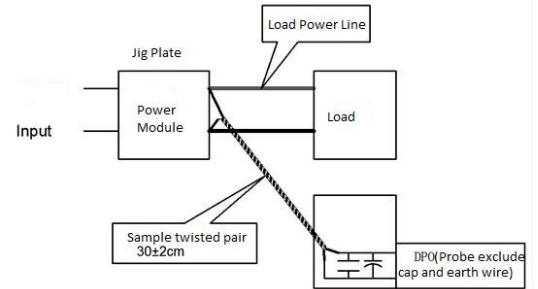 Load Power Line
Jig Plate
Power
Module
Load
Input
Sample twisted pair
30±2cm
DPO(Probe exclude
cap and earth wire)